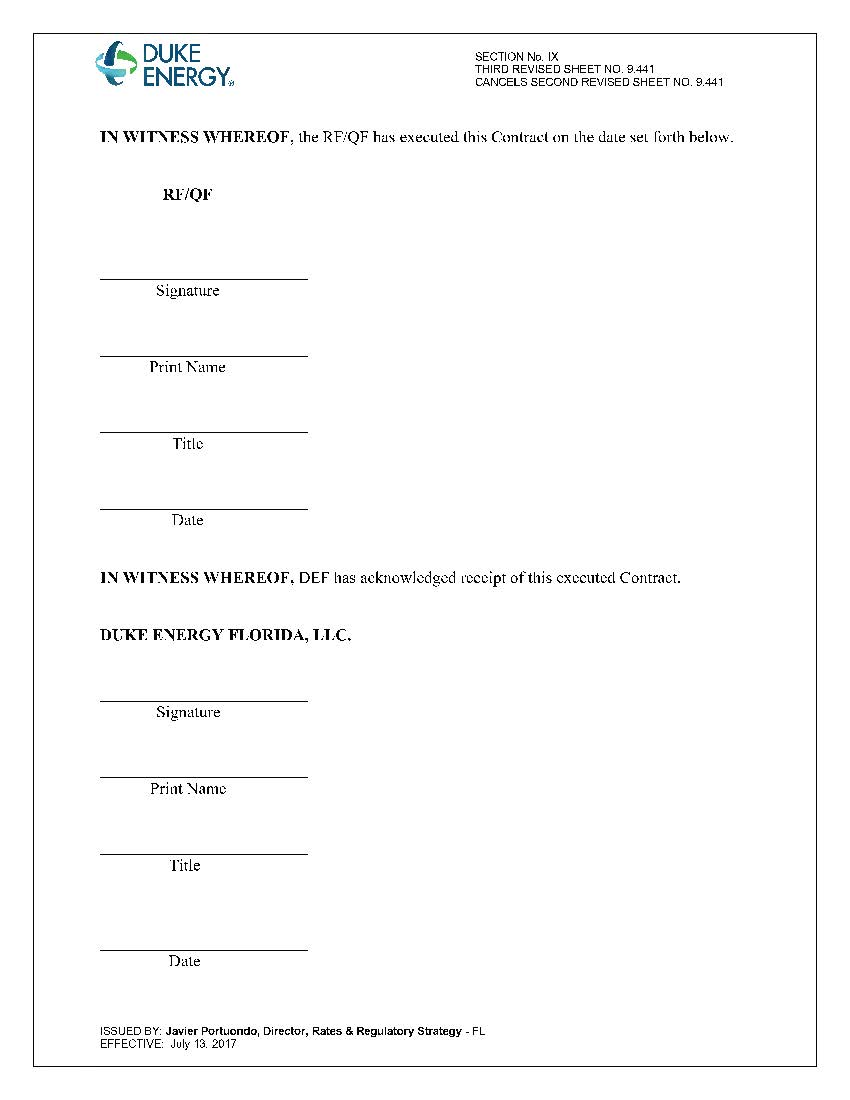 DUKE
ENERGY®
SECTION No. IX
THIRD REVISED SHEET NO. 9.441
CANCELS SECOND REVISED SHEET NO. 9.441
IN WITNESS WHEREOF, the RF/QF has executed this Contract on the date set forth below.
RF/QF
Signature
Print Name
Title
Date
IN WITNESS WHEREOF, DEF has acknowledged receipt of this executed Contract.
DUKE ENERGY FLORIDA, LLC.
Signature
Print Name
Title
Date
ISSUED BY: Javier Portuondo, Director, Rates & Regulatory Strategy - FL
EFFECTIVE: July 13, 2017